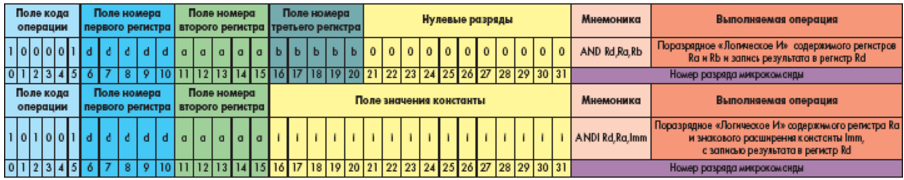 Поле кода операции
Поле номера первого регистра
Поле номера второго регистра
Поле номера третьего регистра
Нулевые разряды
Мнемоника
Выполняемая операция
1 0 0 0 0 1 d d d d d a a a a a b b b b b 0 0 0 0 0 0 0 0 0 0 0
AND Rd,Ra,Rb
Поразрядное «Логическое И» содержимого регистров
Ra и Rb и запись результата в регистр Rd
0 1 2 3 4 5 6 7 8 9 10 11 12 13 14 15 16 17 18 19 20 21 22 23 24 25 26 27 28 29 30 31
Номер разряда микрокоманды
Поле кода операции
Поле номера первого регистра
Поле номера второго регистра
Поле значения константы
Мнемоника
Выполняемая операция
1 0 1 0 0 1 d d d d d a a a a a i i i i i i i i i i i i i i i i
ANDI Rd,Ra,Imm
Поразрядное «Логическое И» содержимого регистра Ra
и знакового расширения константы Imm,
с записью результата в регистр Rd
0 1 2 3 4 5 6 7 8 9 10 11 12 13 14 15 16 17 18 19 20 21 22 23 24 25 26 27 28 29 30 31
Номер разряда микрокоманды